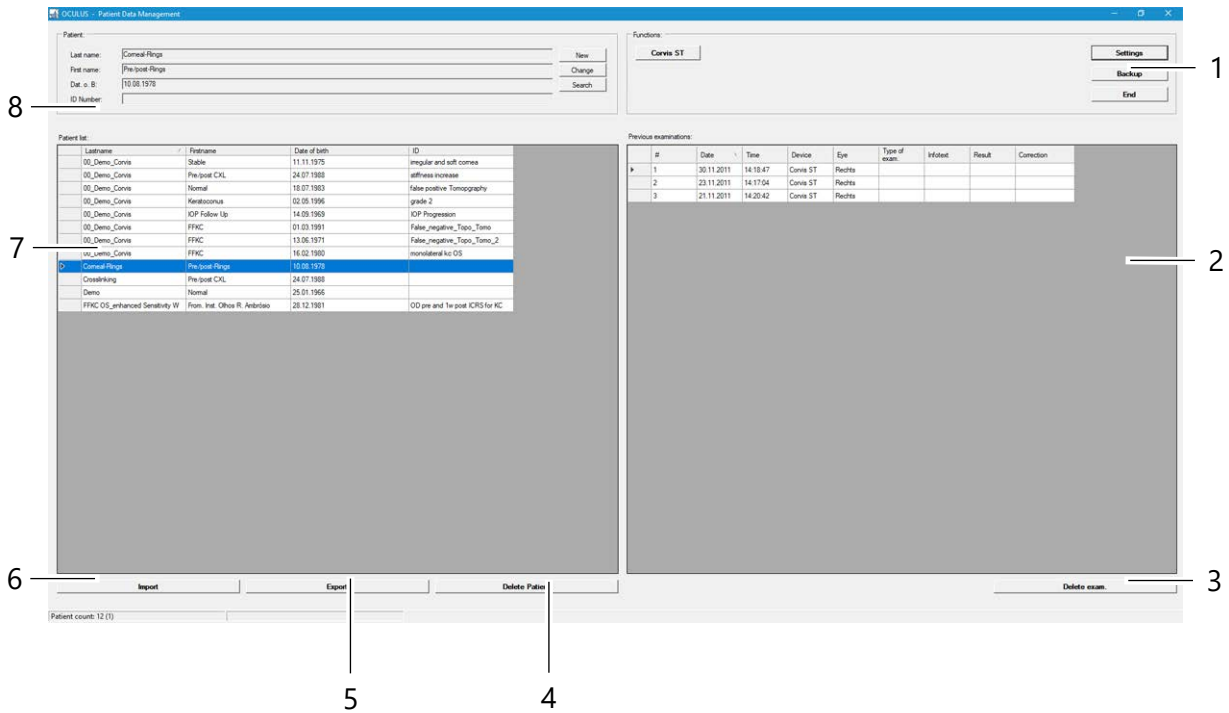 OCULUS - Patient Data Management
Patient:
Last name: Corneal-Rings New
First name: Pre/post-Rings Change
Dat. o. B: 10.08.1978 Search
ID Number:
8
Functions:
Corvis ST Settings
Backup
End
1
Patient list:
Lastname Firstname Date of birth ID
00_Demo_Corvis Stable 11.11.1975 irregular and soft cornea
00_Demo_Corvis Pre/post CXL 24.07.1988 stiffness increase
00_Demo_Corvis Normal 18.07.1983 false positive Tomopgraphy
00_Demo_Corvis Keratoconus 02.05.1996 grade 2
00_Demo_Corvis IOP Follow Up 14.09.1969 IOP Progression
00_Demo_Corvis FFKC 01.03.1991 False_negative_Topo_Tomo
00_Demo_Corvis FFKC 13.06.1971 False_negative_Topo_Tomo_2
7 00_Demo_Corvis FFKC 16.02.1980 monolateral kc OS
Corneal-Rings Pre/post-Rings 10.08.1978
Crosslinking Pre/post CXL 24.07.1988
Demo Normal 25.01.1966
FFKC OS_enhanced Sensitivity W From. Inst. Olhos R. Ambrósio 28.12.1981 OD pre and 1w post ICRS for KC
Previous examinations:
# Date Time Device Eye Type of exam. Infotext Result Correction
1 30.11.2011 14:18:47 Corvis ST Rechts
2 23.11.2011 14:17:04 Corvis ST Rechts
3 21.11.2011 14:20:42 Corvis ST Rechts
2
6 Import Export Delete Patient
Delete exam. 3
Patient count: 12 (1)
5 4